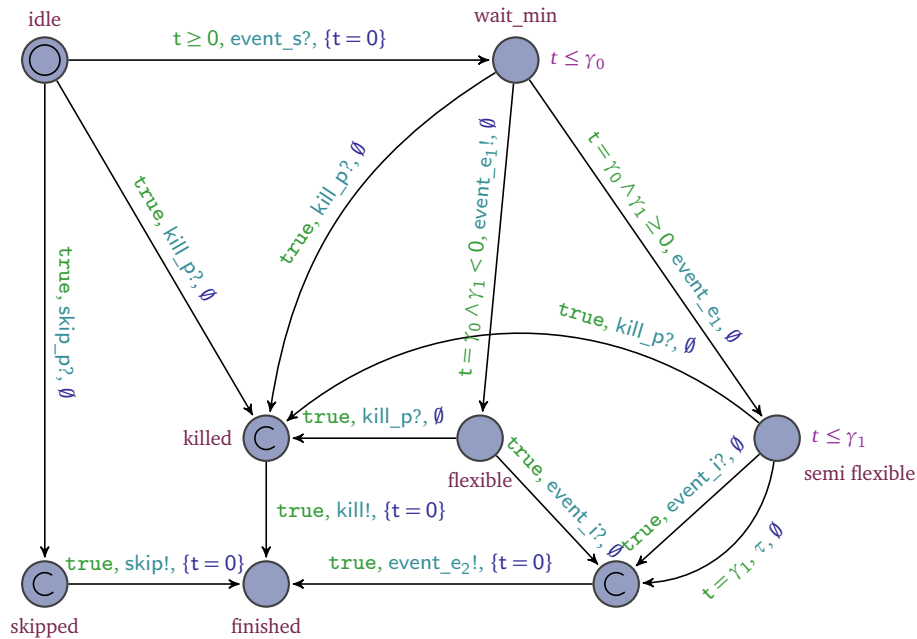 idle
wait_min
t ≥ 0, event_s?, {t = 0}
t ≤ γ₀
true, kill_p?, ∅
true, kill_p?, ∅
t = γ₀ ∧ γ₁ < 0, event_e₁!, ∅
t = γ₀ ∧ γ₁ ≥ 0, event_e₁, ∅
true, skip_p?, ∅
true, kill_p?, ∅
true, kill_p?, ∅
killed
C
flexible
t ≤ γ₁
semi flexible
true, event_i?, ∅
true, event_i?, ∅
true, kill!, {t = 0}
t = γ₁, τ, ∅
true, skip!, {t = 0}
true, event_e₂!, {t = 0}
C
C
skipped
finished